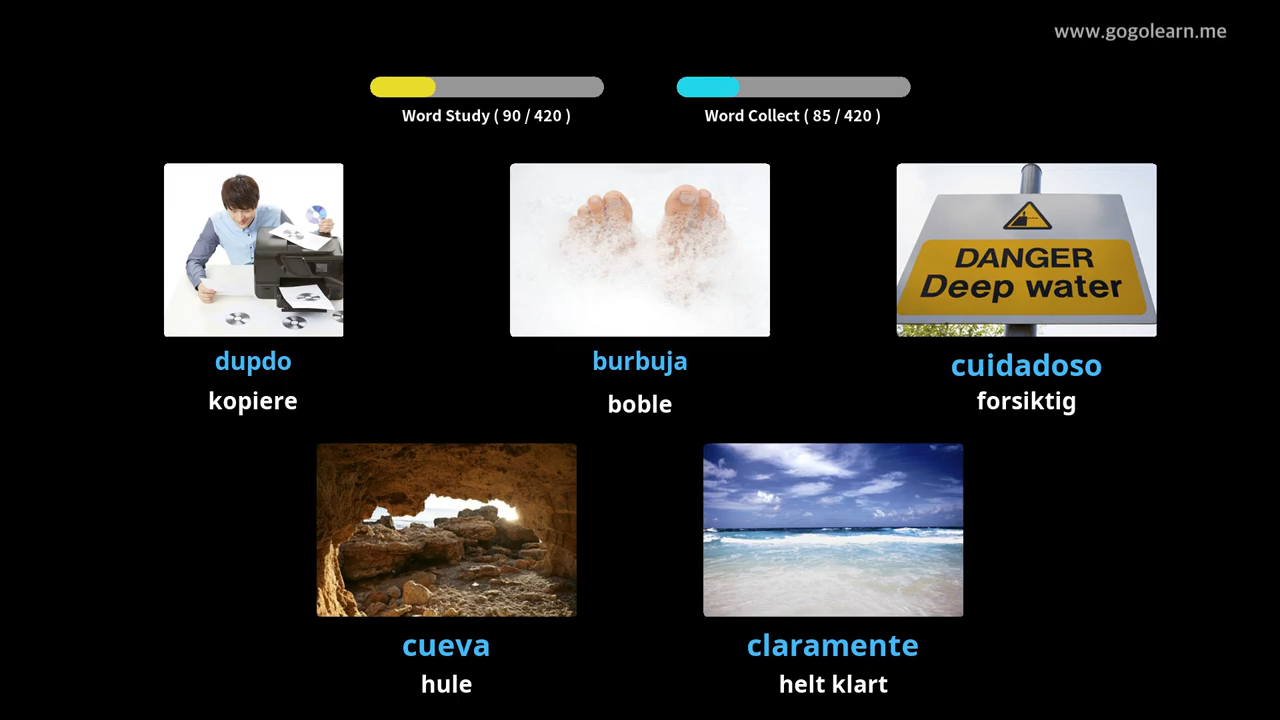 www.gogolearn.me
Word Study ( 90 / 420 )
Word Collect ( 85 / 420 )
DANGER
Deep water
dupdo
kopiere
burbuja
boble
cuidadoso
forsiktig
cueva
hule
claramente
helt klart